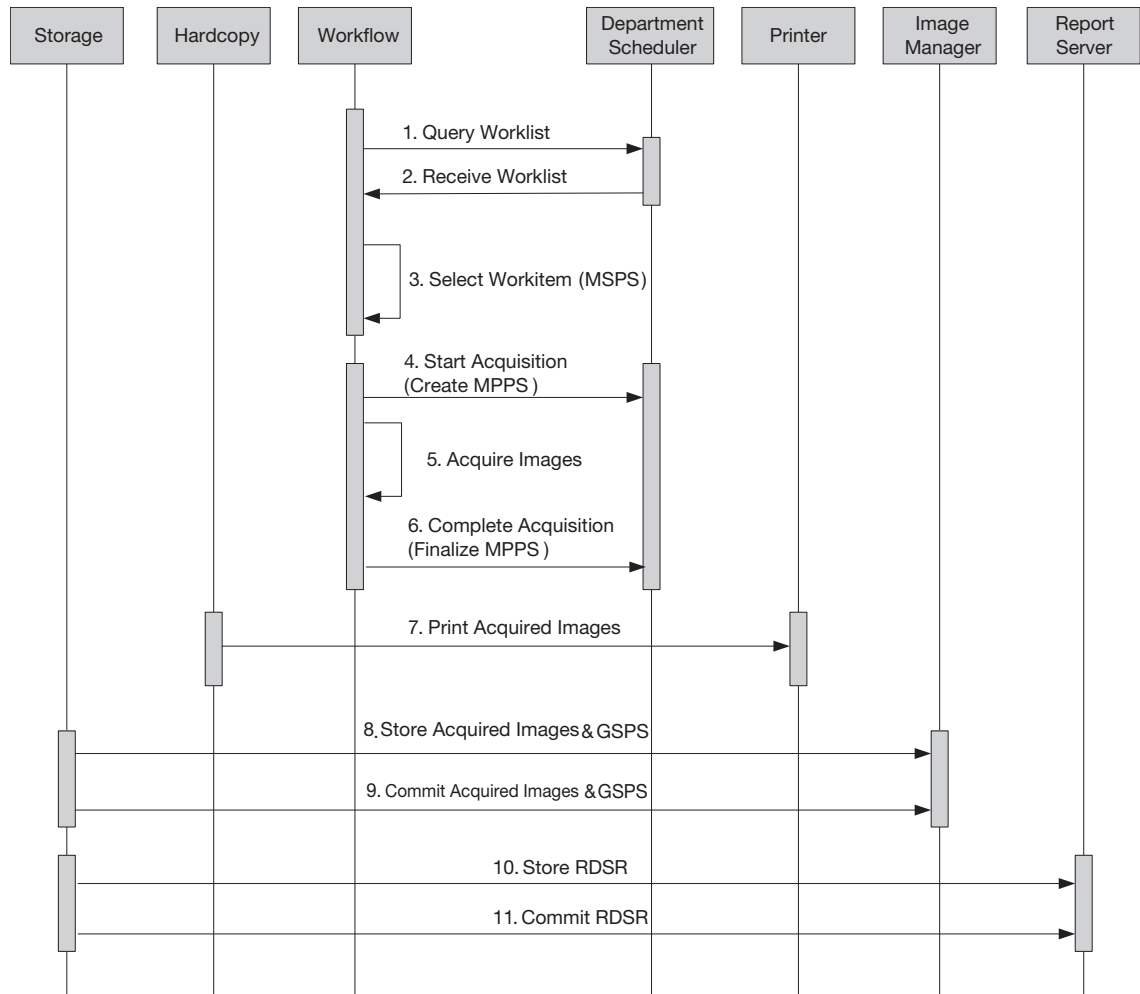 Storage
Hardcopy
Workflow
Department
Scheduler
Printer
Image
Manager
Report
Server
1. Query Worklist
2. Receive Worklist
3. Select Workitem (MSPS)
4. Start Acquisition
(Create MPPS )
5. Acquire Images
6. Complete Acquisition
(Finalize MPPS )
7. Print Acquired Images
8. Store Acquired Images & GSPS
9. Commit Acquired Images & GSPS
10. Store RDSR
11. Commit RDSR